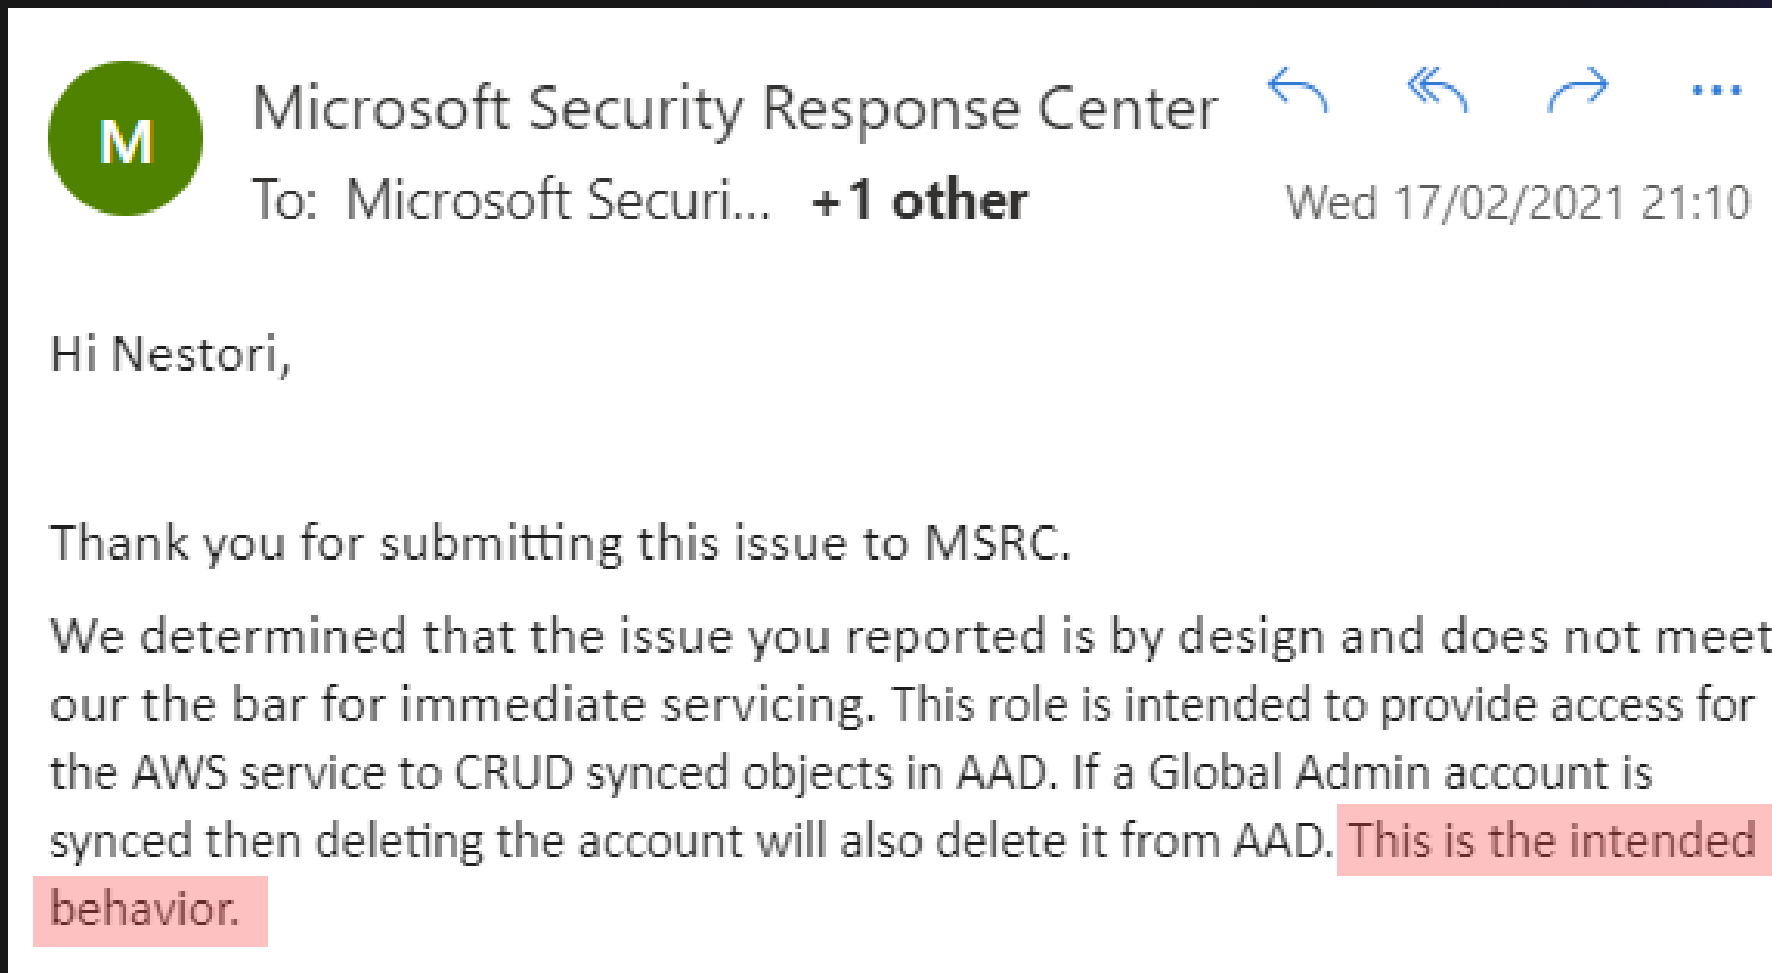 M
Microsoft Security Response Center
To: Microsoft Securi... +1 other
Wed 17/02/2021 21:10
Hi Nestori,
Thank you for submitting this issue to MSRC.
We determined that the issue you reported is by design and does not meet
our the bar for immediate servicing. This role is intended to provide access for
the AWS service to CRUD synced objects in AAD. If a Global Admin account is
synced then deleting the account will also delete it from AAD. This is the intended
behavior.